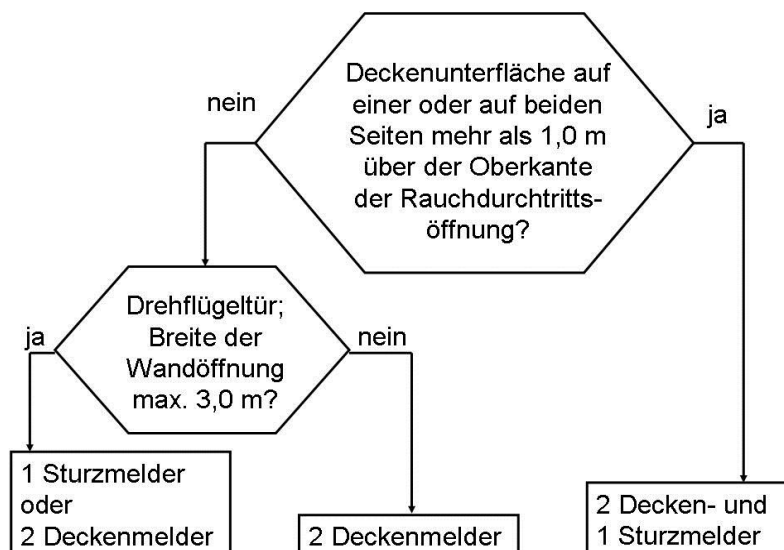 Deckenunterfläche auf
einer oder auf beiden
Seiten mehr als 1,0 m
über der Oberkante
der Rauchdurchtritts-
öffnung?
nein
ja
Drehflügeltür;
Breite der
Wandöffnung
max. 3,0 m?
ja
nein
1 Sturzmelder
oder
2 Deckenmelder
2 Deckenmelder
2 Decken- und
1 Sturzmelder